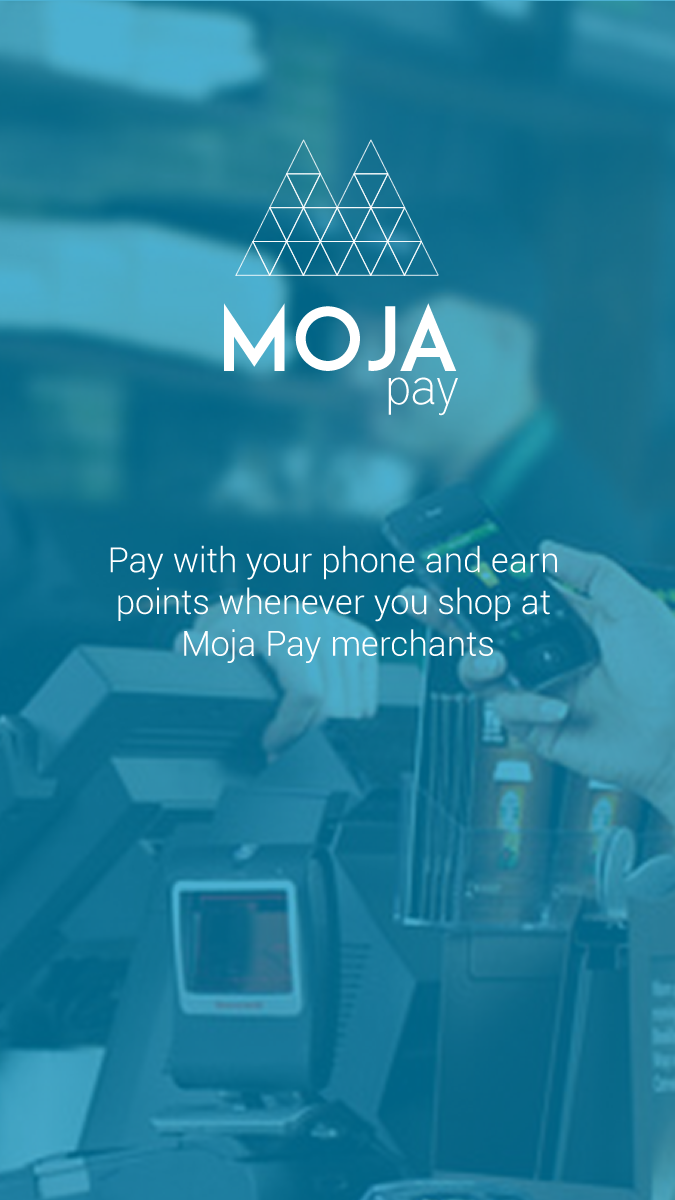 MOJA
pay
Pay with your phone and earn
points whenever you shop at
Moja Pay merchants